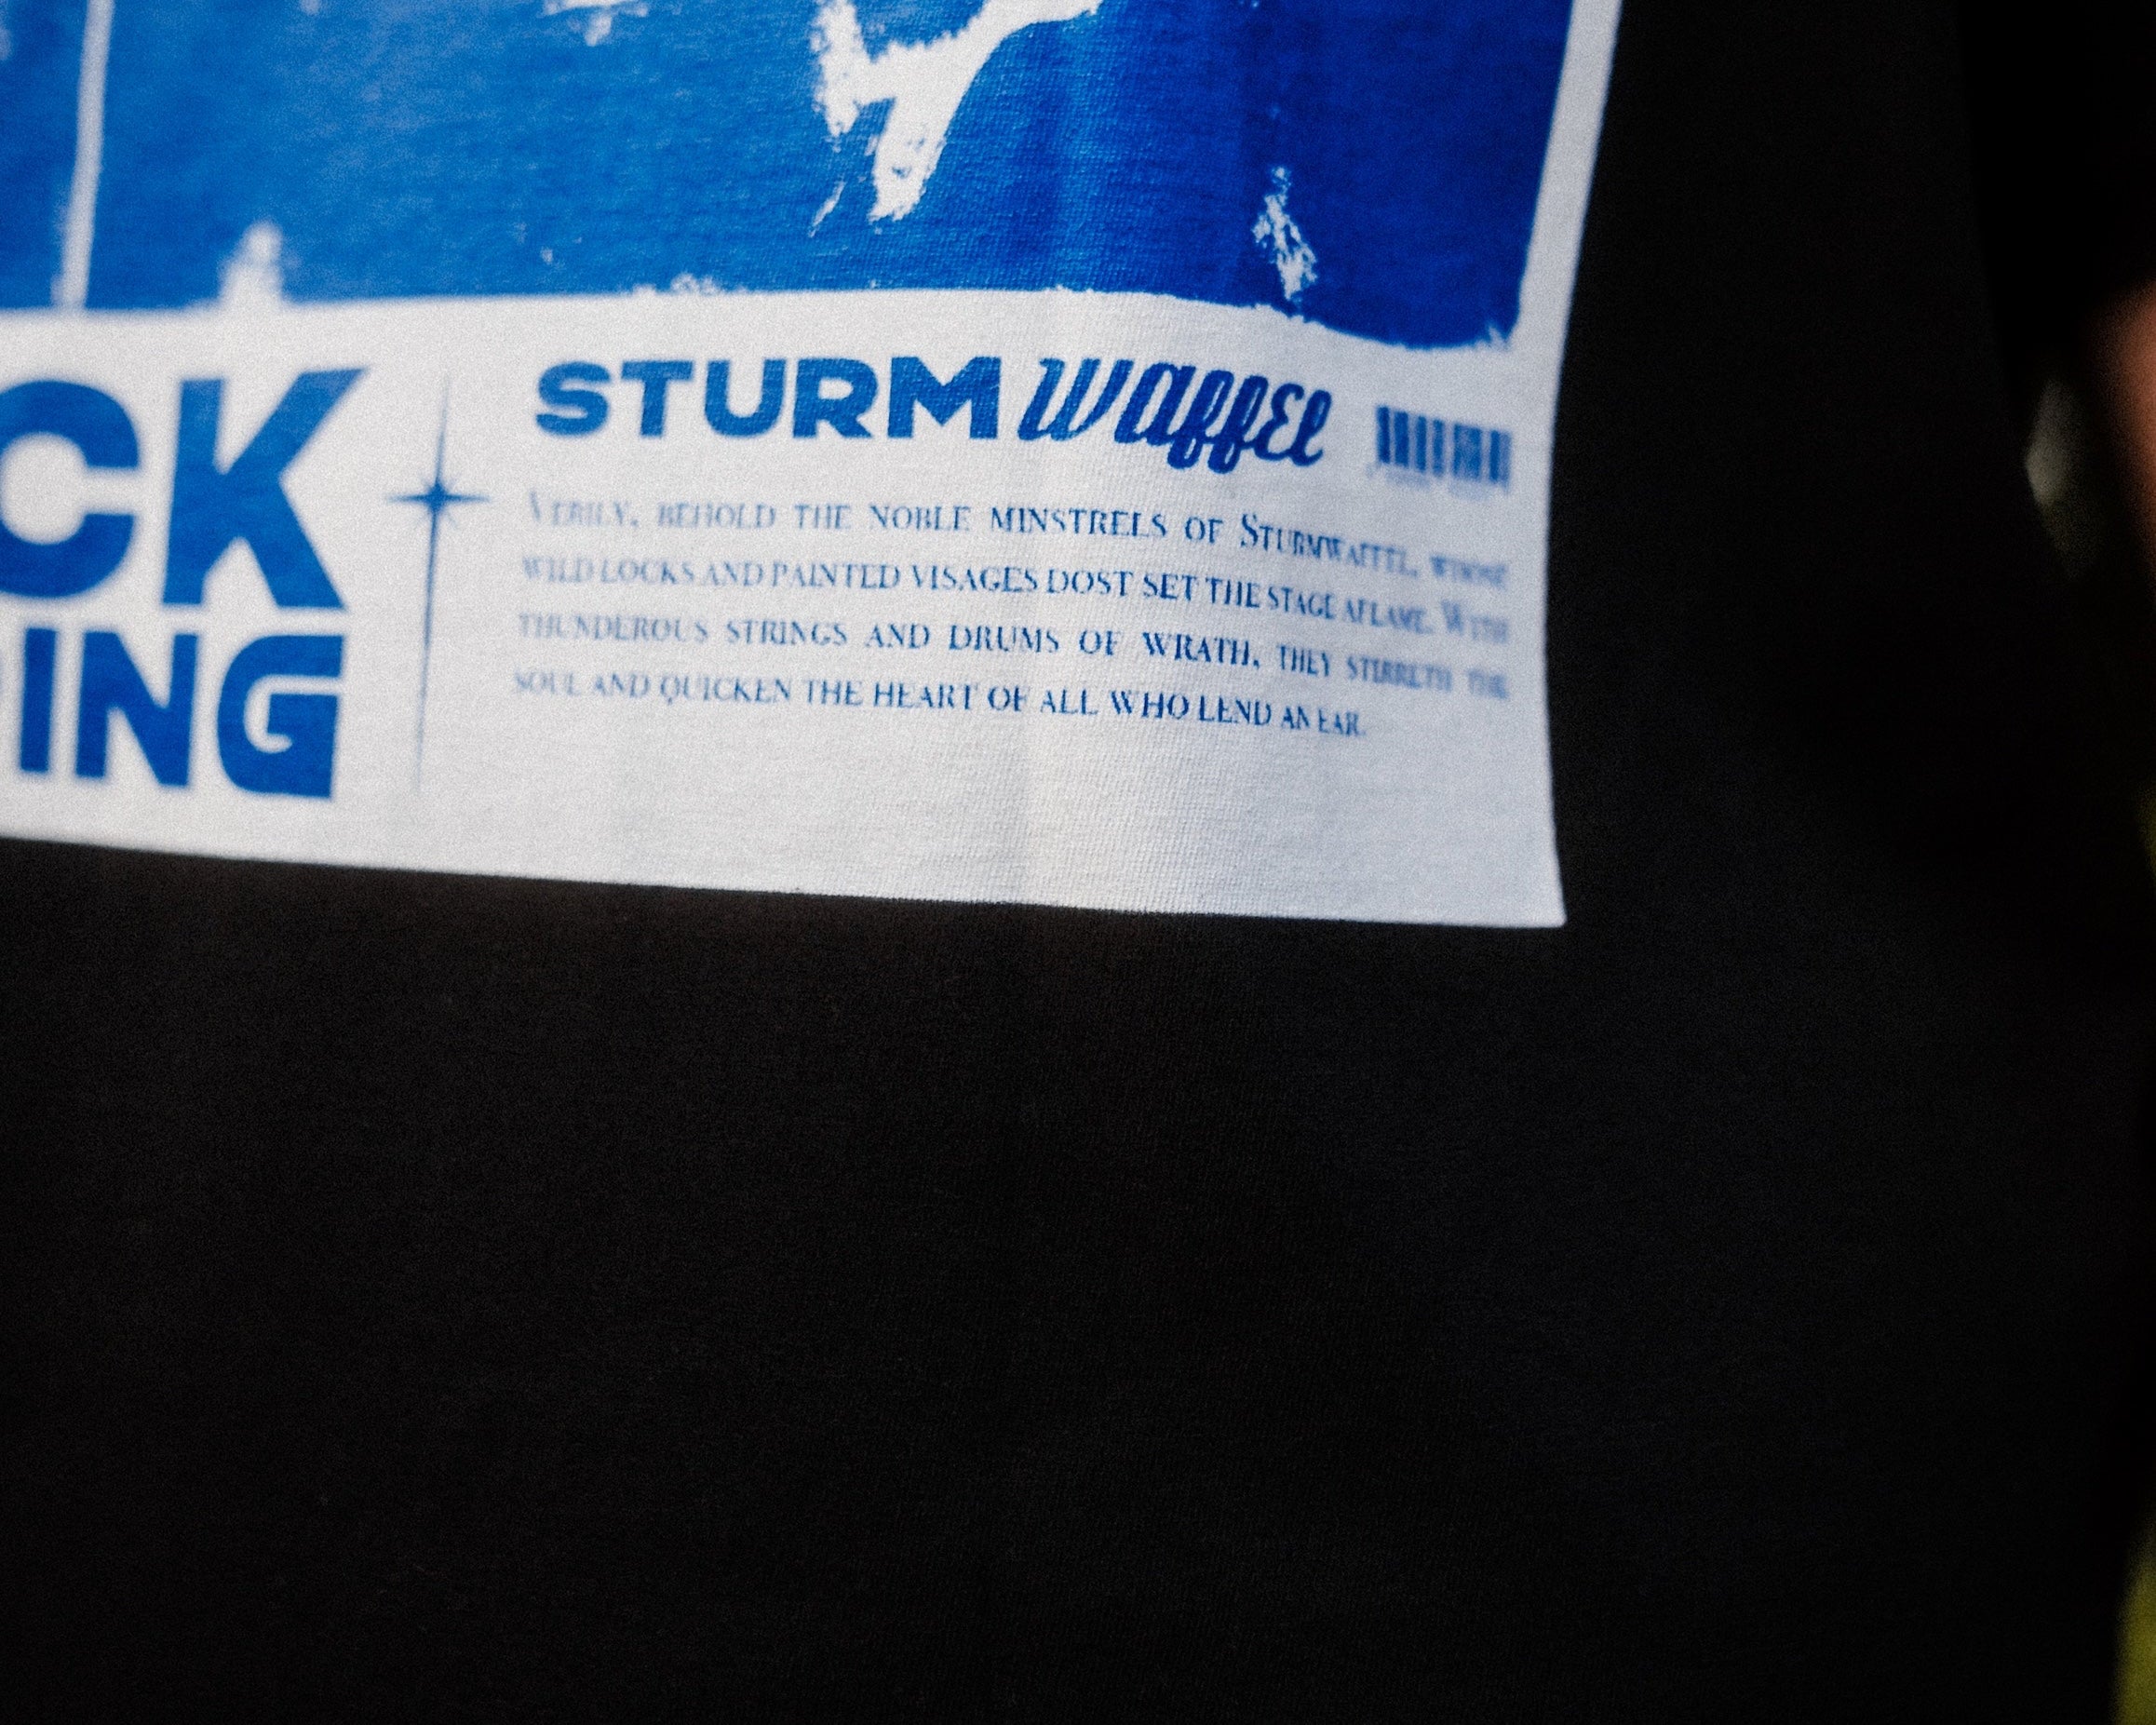 CK
ING
STURMwaffel
VERILY, BEHOLD THE NOBLE MINSTRELS OF STURMWAFFEL, WHOSE
WILD LOCKS AND PAINTED VISAGES DOST SET THE STAGE AFLAME. WITH
THUNDEROUS STRINGS AND DRUMS OF WRATH, THEY STIRRETH THE
SOUL AND QUICKEN THE HEART OF ALL WHO LEND AN EAR.